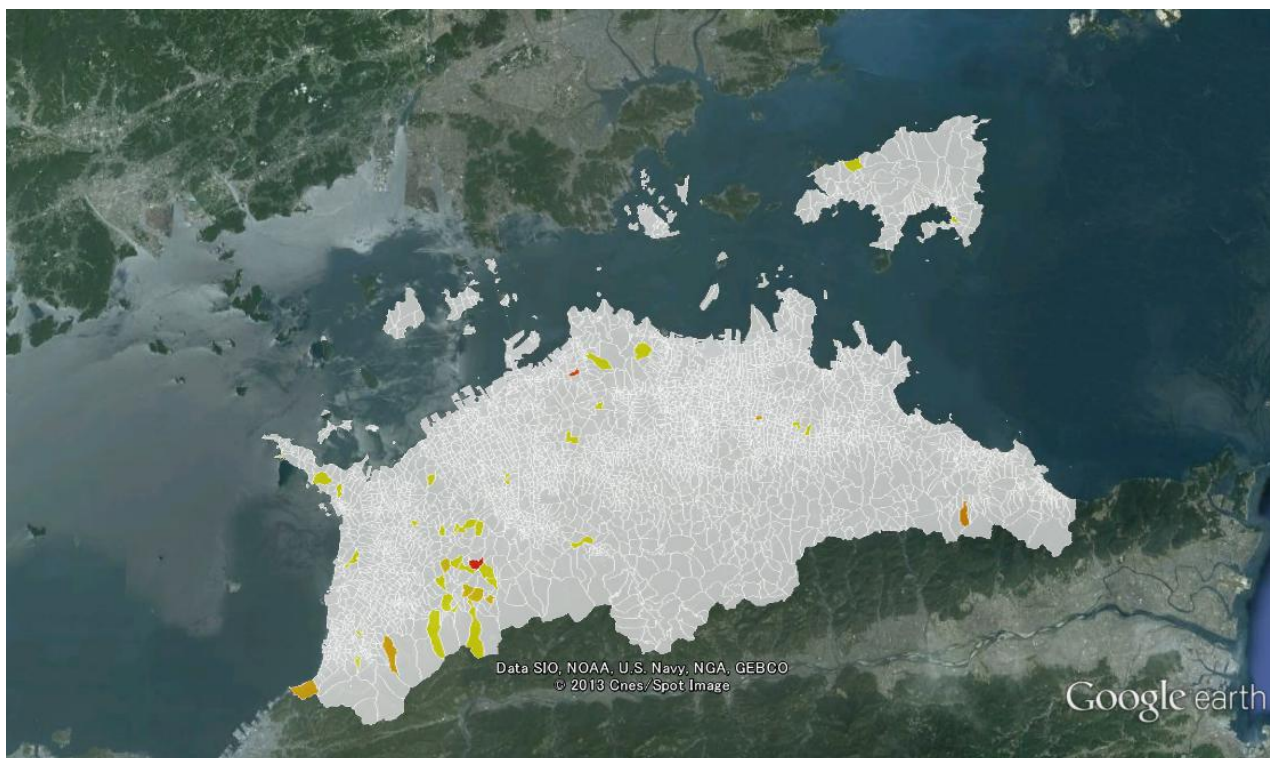 Data SIO, NOAA, U.S. Navy, NGA, GEBCO
© 2013 Cnes/Spot Image
Google earth